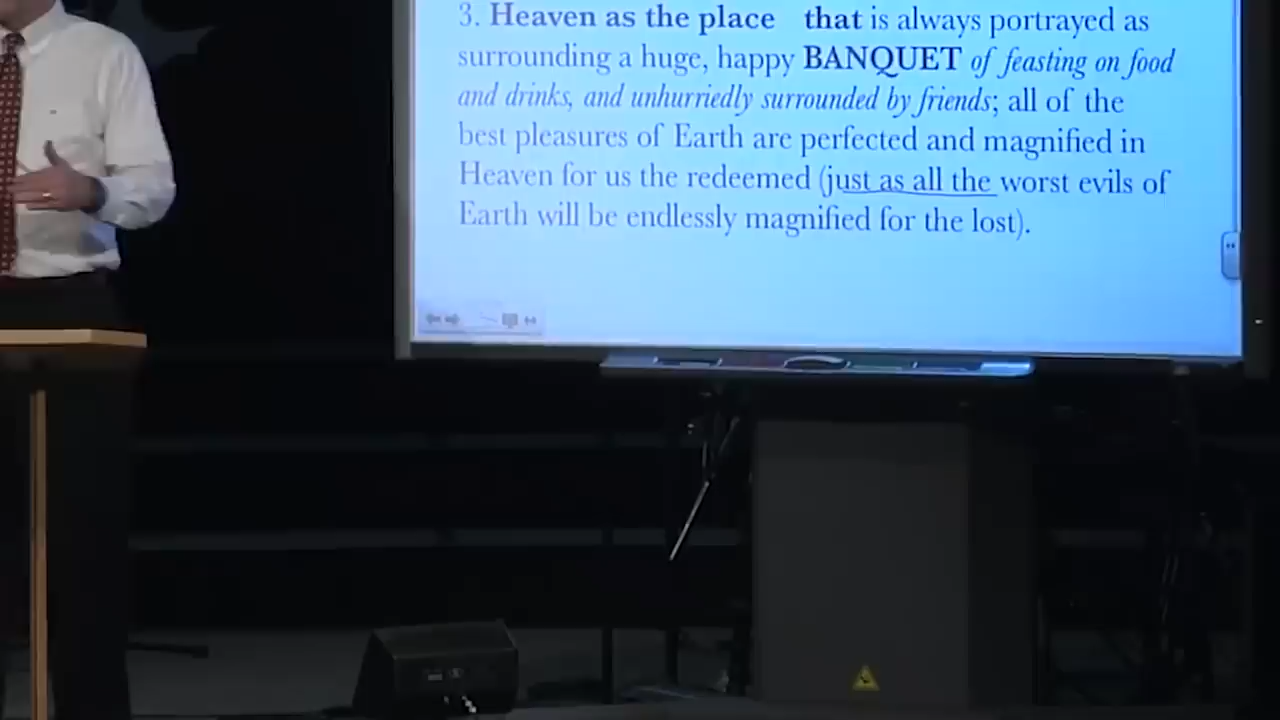 3. Heaven as the place that is always portrayed as
surrounding a huge, happy BANQUET of feasting on food
and drinks, and unhurriedly surrounded by friends; all of the
best pleasures of Earth are perfected and magnified in
Heaven for us the redeemed (just as all the worst evils of
Earth will be endlessly magnified for the lost).